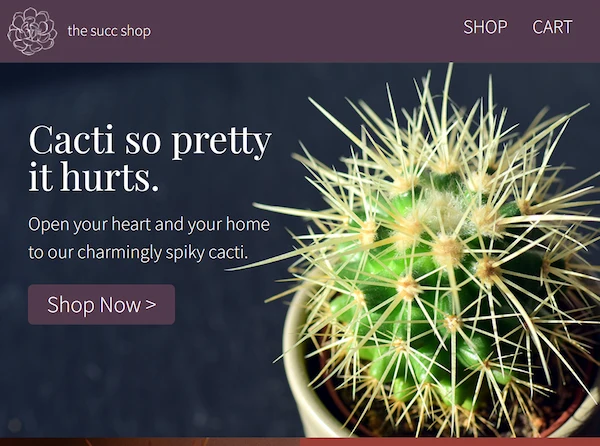 the succ shop
SHOP CART
Cacti so pretty
it hurts.
Open your heart and your home
to our charmingly spiky cacti.
Shop Now >